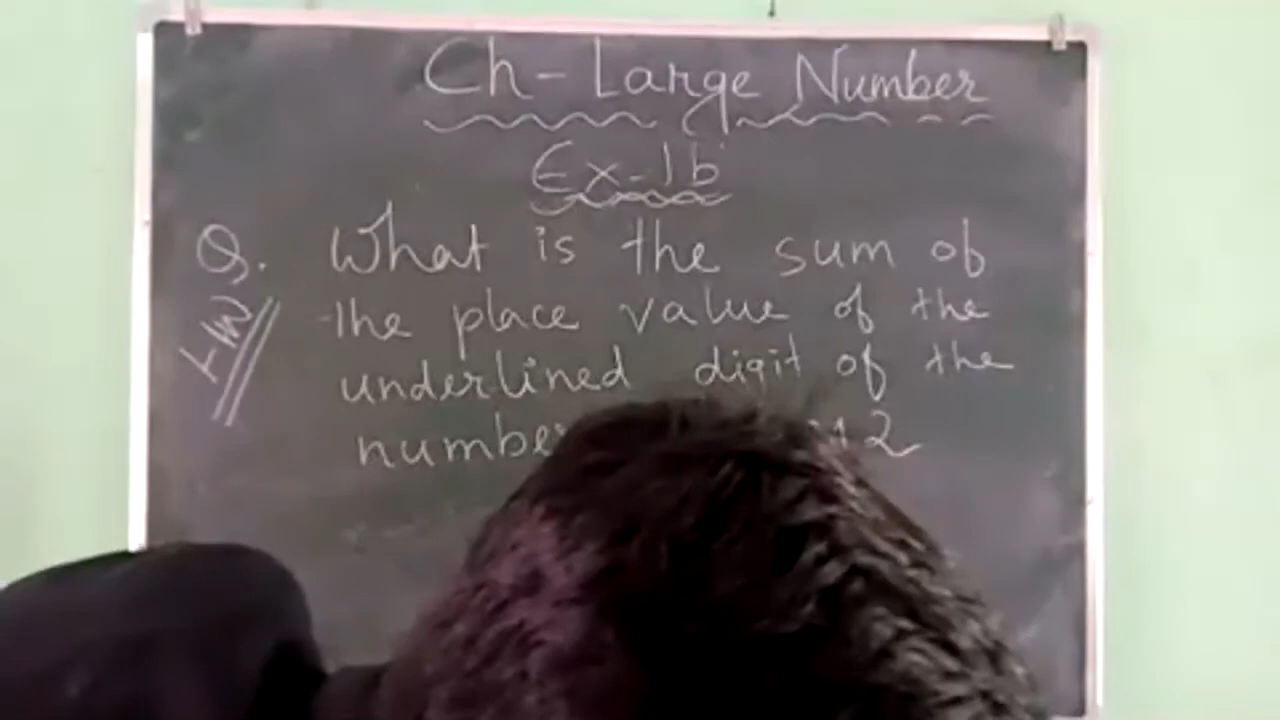 Ch-Large Number
Ex-1b
Q. What is the sum of
H.W
the place value of the
underlined digit of the